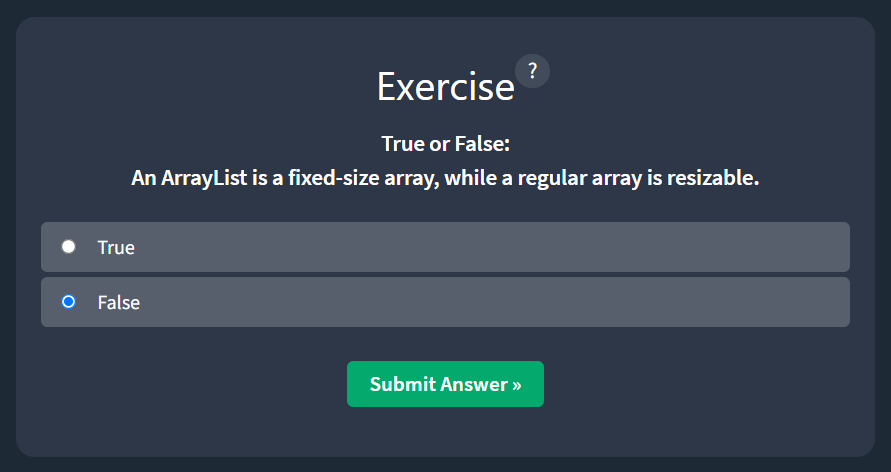 Exercise
?
True or False:
An ArrayList is a fixed-size array, while a regular array is resizable.
True
False
Submit Answer »